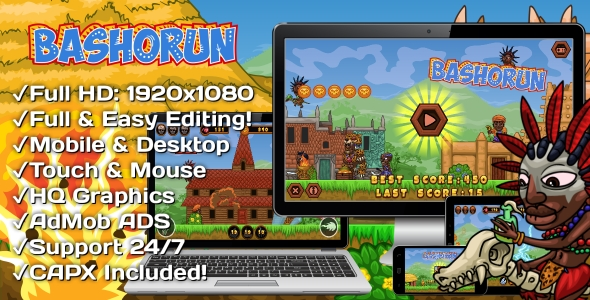 BASHORUN
✓Full HD: 1920x1080
✓Full & Easy Editing!
✓Mobile & Desktop
✓Touch & Mouse
✓HQ Graphics
✓AdMob ADS
✓Support 24/7
✓CAPX Included!
BASHORUN
BEST SCORE:450
LAST SCORE:15